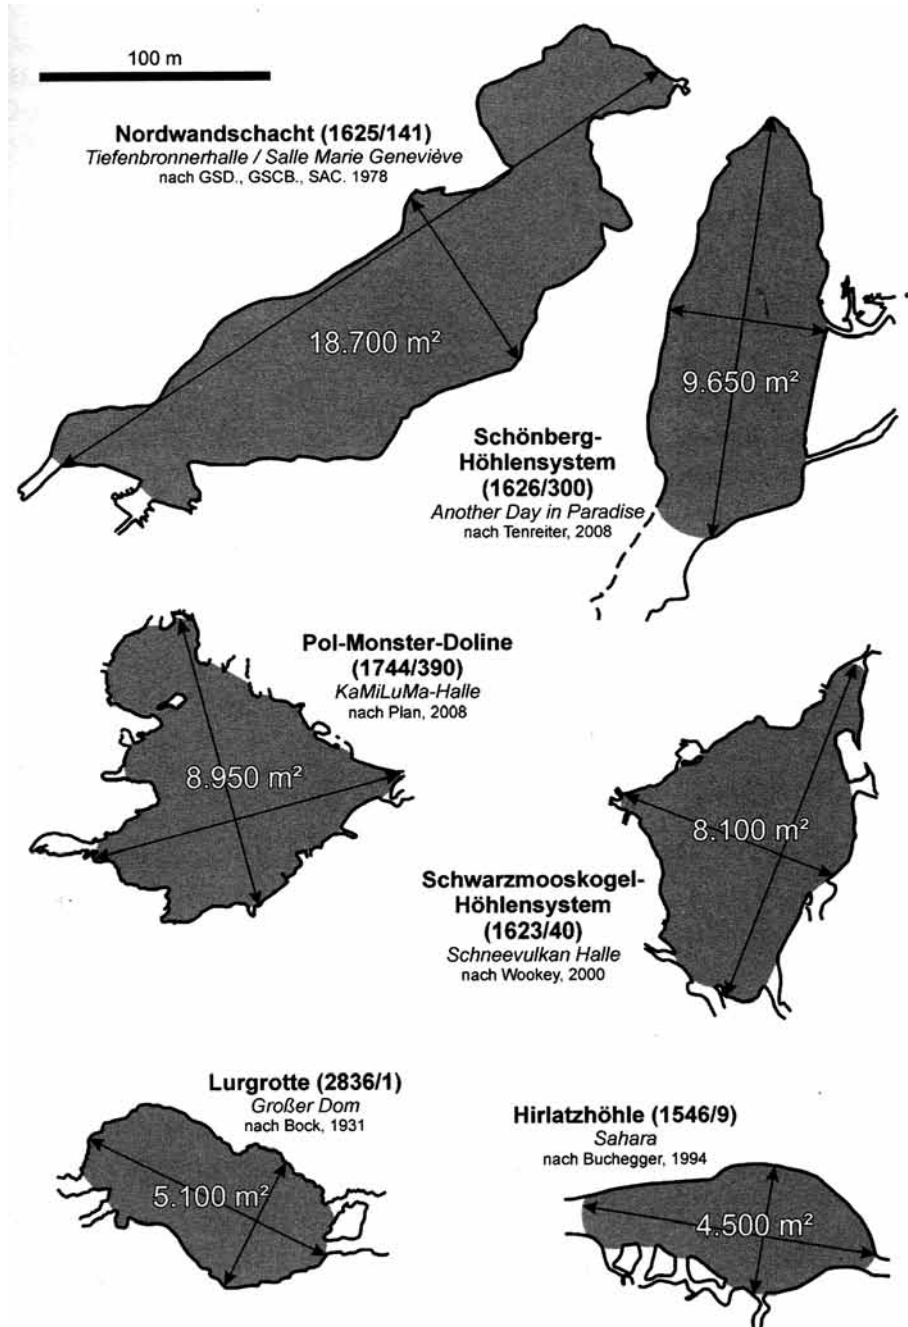 100 m
Nordwandschacht (1625/141)
Tiefenbronnerhalle / Salle Marie Geneviève
nach GSD., GSCB., SAC. 1978
18.700 m²
9.650 m²
Schönberg-
Höhlensystem
(1626/300)
Another Day in Paradise
nach Tenreiter, 2008
Pol-Monster-Doline
(1744/390)
KaMiLuMa-Halle
nach Plan, 2008
8.950 m²
8.100 m²
Schwarzmooskogel-
Höhlensystem
(1623/40)
Schneevulkan Halle
nach Wookey, 2000
Lurgrotte (2836/1)
Großer Dom
nach Bock, 1931
5.100 m²
Hirlatzhöhle (1546/9)
Sahara
nach Buchegger, 1994
4.500 m²